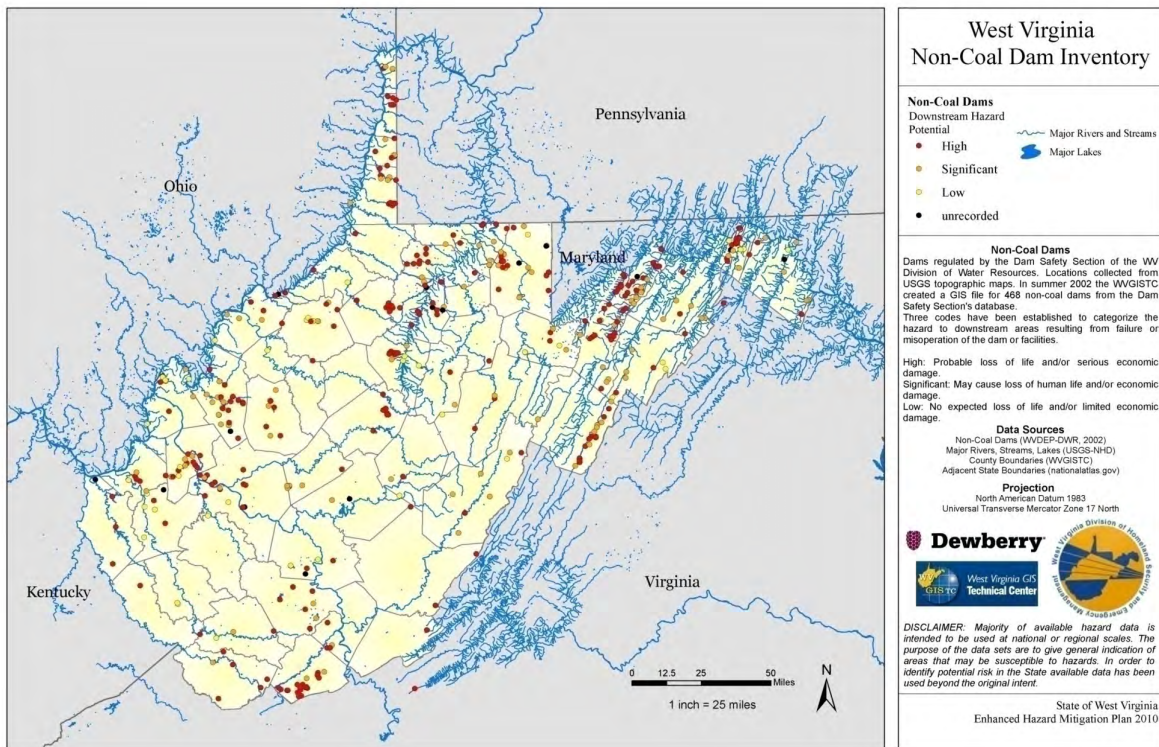 Pennsylvania
Ohio
Maryland
Kentucky
Virginia
0 12.5 25 50
Miles
1 inch = 25 miles
N
West Virginia
Non-Coal Dam Inventory
Non-Coal Dams
Downstream Hazard
Potential
High
Significant
Low
unrecorded
Major Rivers and Streams
Major Lakes
Non-Coal Dams
Dams regulated by the Dam Safety Section of the WV
Division of Water Resources. Locations collected from
USGS topographic maps. In summer 2002 the WVGISTC
created a GIS file for 468 non-coal dams from the Dam
Safety Section's database.
Three codes have been established to categorize the
hazard to downstream areas resulting from failure or
misoperation of the dam or facilities.
High: Probable loss of life and/or serious economic
damage.
Significant: May cause loss of human life and/or economic
damage.
Low: No expected loss of life and/or limited economic
damage.
Data Sources
Non-Coal Dams (WVDEP-DWR, 2002)
Major Rivers, Streams, Lakes (USGS-NHD)
County Boundaries (WVGISTC)
Adjacent State Boundaries (nationalatlas.gov)
Projection
North American Datum 1983
Universal Transverse Mercator Zone 17 North
Dewberry
WV
GIS TC
West Virginia GIS
Technical Center
West Virginia Division of Homeland
Security and Emergency Management
DISCLAIMER: Majority of available hazard data is
intended to be used at national or regional scales. The
purpose of the data sets are to give general indication of
areas that may be susceptible to hazards. In order to
identify potential risk in the State available data has been
used beyond the original intent.
State of West Virginia
Enhanced Hazard Mitigation Plan 2010